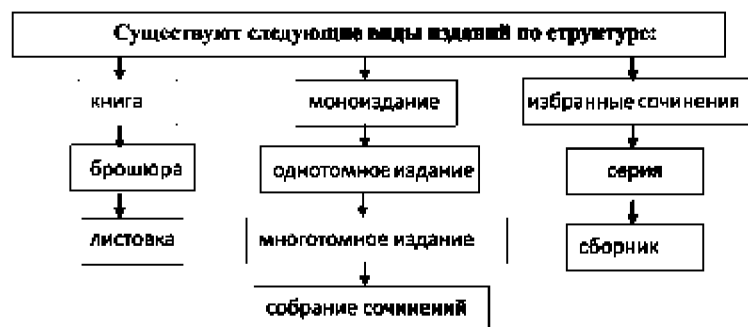 Существуют следующие виды изданий по структуре:
книга
моноиздание
избранные сочинения
брошюра
однотомное издание
серия
листовка
многотомное издание
сборник
собрание сочинений